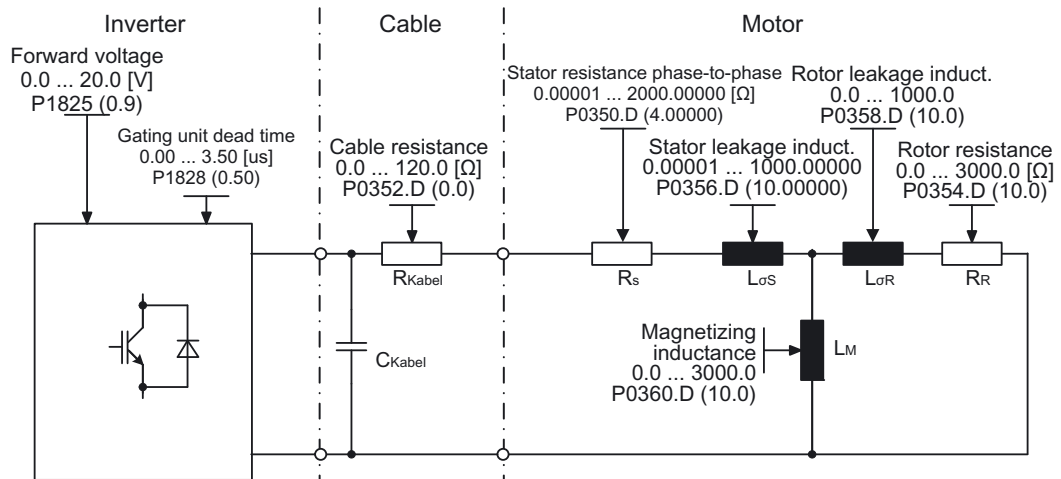 Inverter
Cable
Motor
Forward voltage
0.0 ... 20.0 [V]
P1825 (0.9)
Gating unit dead time
0.00 ... 3.50 [us]
P1828 (0.50)
Cable resistance
0.0 ... 120.0 [Ω]
P0352.D (0.0)
Stator resistance phase-to-phase
0.00001 ... 2000.00000 [Ω]
P0350.D (4.00000)
Stator leakage induct.
0.00001 ... 1000.00000
P0356.D (10.00000)
Rotor leakage induct.
0.0 ... 1000.0
P0358.D (10.0)
Rotor resistance
0.0 ... 3000.0 [Ω]
P0354.D (10.0)
RKabel
Rs
LσS
LσR
RR
CKabel
Magnetizing
inductance
0.0 ... 3000.0
P0360.D (10.0)
LM